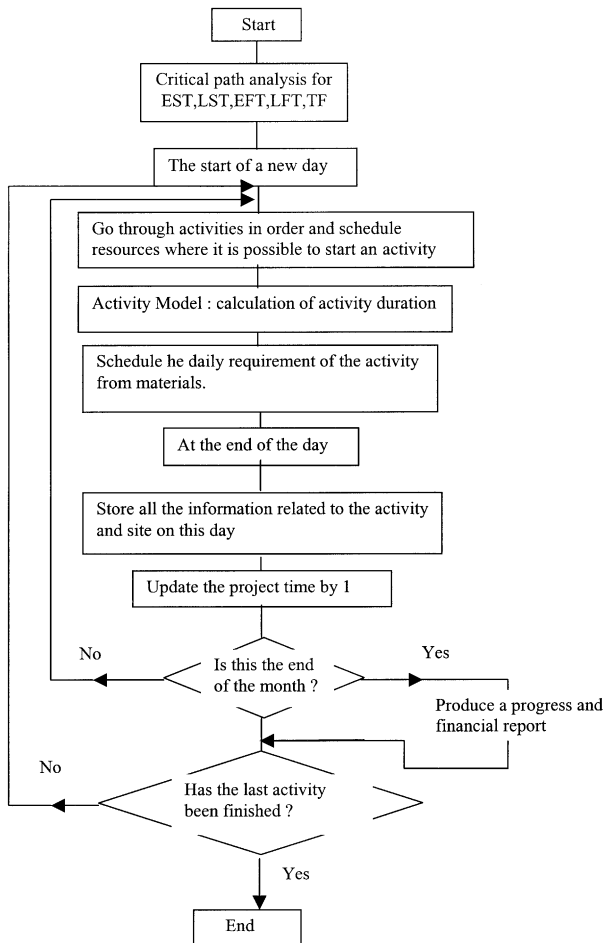 Start
Critical path analysis for
EST,LST,EFT,LFT,TF
The start of a new day
Go through activities in order and schedule
resources where it is possible to start an activity
Activity Model : calculation of activity duration
Schedule he daily requirement of the activity
from materials.
At the end of the day
Store all the information related to the activity
and site on this day
Update the project time by 1
No
Is this the end
of the month ?
Yes
Produce a progress and
financial report
No
Has the last activity
been finished ?
Yes
End